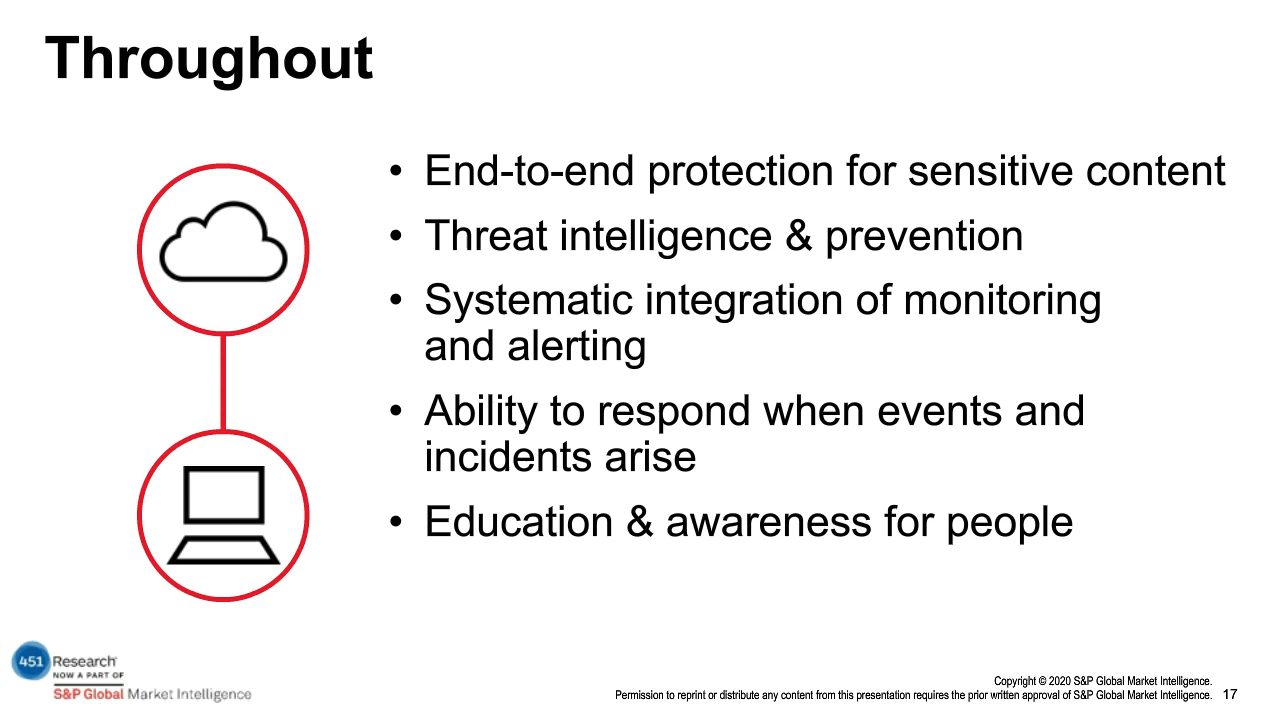 Throughout
• End-to-end protection for sensitive content
• Threat intelligence & prevention
• Systematic integration of monitoring
and alerting
• Ability to respond when events and
incidents arise
• Education & awareness for people
451 Research
NOW A PART OF
S&P Global Market Intelligence
Copyright © 2020 S&P Global Market Intelligence.
Permission to reprint or distribute any content from this presentation requires the prior written approval of S&P Global Market Intelligence. 17